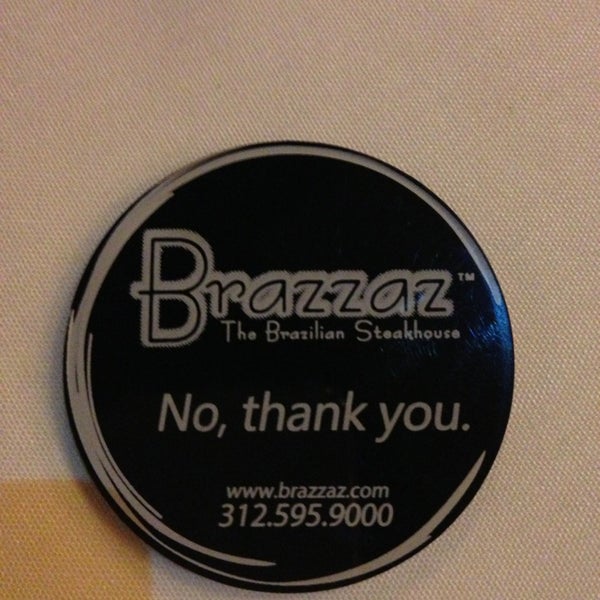 Brazzaz™
The Brazilian Steakhouse
No, thank you.
www.brazzaz.com
312.595.9000